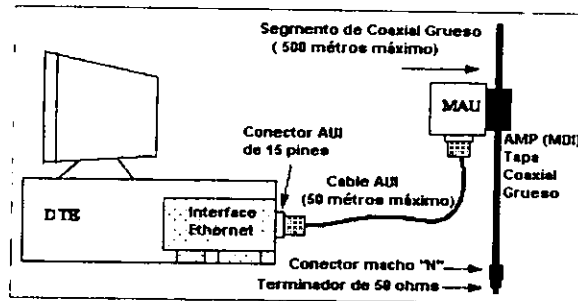 Segmento de Coaxial Grueso
( 500 métros máximo)
MAU
Conector AUI
de 15 pines
AMP (MDI)
Tapa
Coaxial
Grueso
Cable AUI
(50 métros máximo)
DTE
Interface
Ethernet
Conector macho "N"
Terminador de 50 ohms